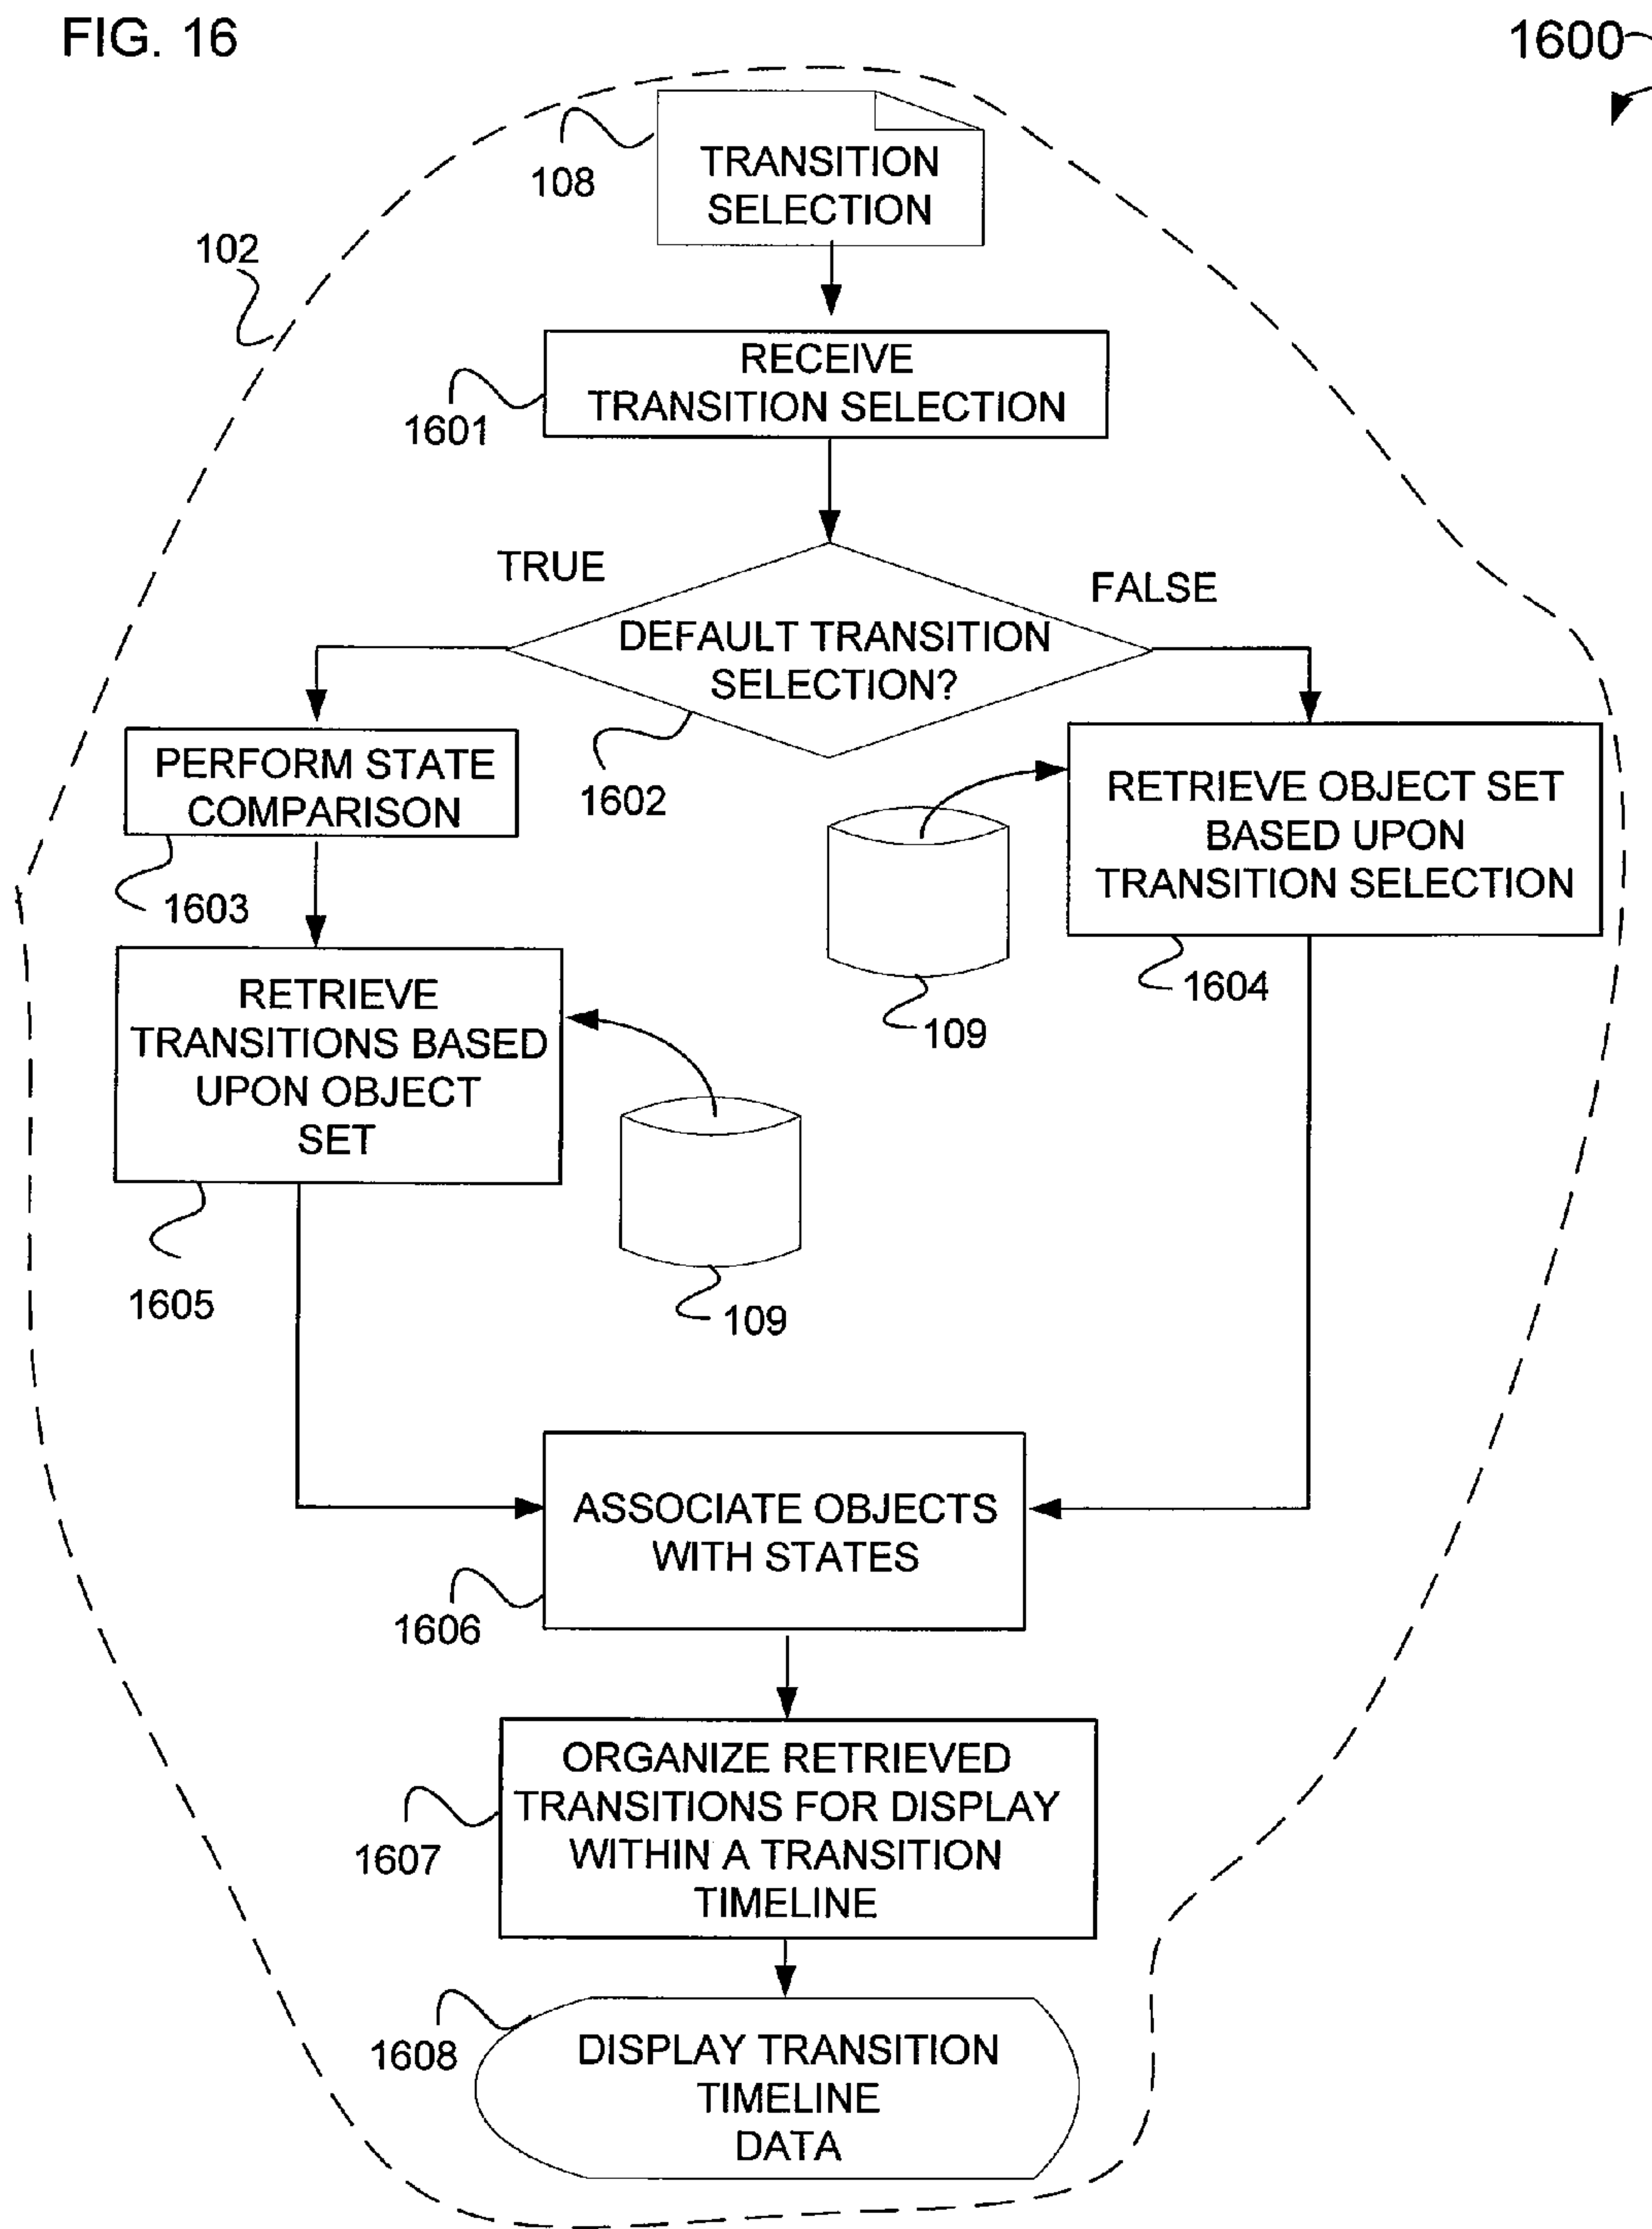 FIG. 16
1600
TRANSITION
SELECTION
108
102
RECEIVE
TRANSITION SELECTION
1601
TRUE
FALSE
DEFAULT TRANSITION
SELECTION?
1602
PERFORM STATE
COMPARISON
1603
RETRIEVE OBJECT SET
BASED UPON
TRANSITION SELECTION
1604
109
RETRIEVE
TRANSITIONS BASED
UPON OBJECT
SET
1605
109
ASSOCIATE OBJECTS
WITH STATES
1606
ORGANIZE RETRIEVED
TRANSITIONS FOR DISPLAY
WITHIN A TRANSITION
TIMELINE
1607
DISPLAY TRANSITION
TIMELINE
DATA
1608